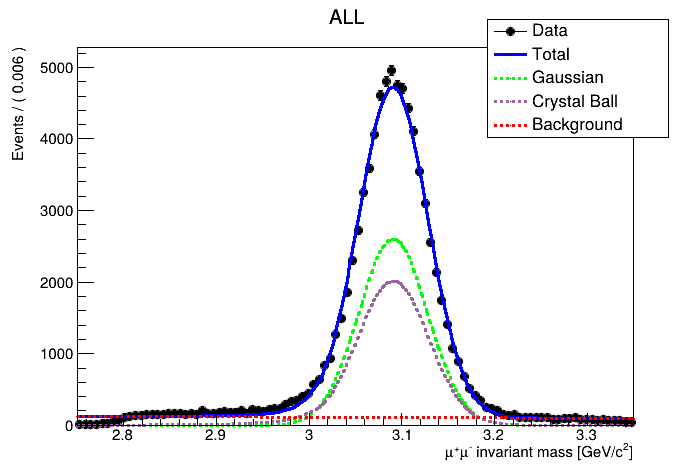 ALL
Data
Total
Gaussian
Crystal Ball
Background
Events / ( 0.006 )
5000
4000
3000
2000
1000
0
2.8 2.9 3 3.1 3.2 3.3
μ⁺μ⁻ invariant mass [GeV/c²]